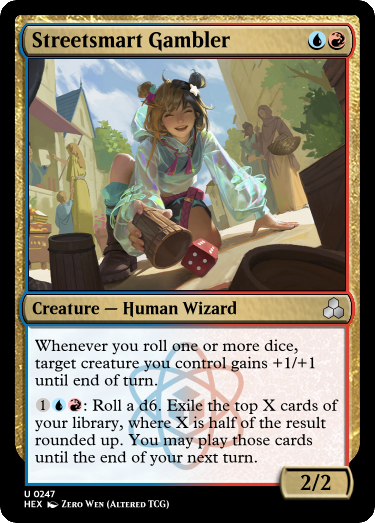 Streetsmart Gambler
Creature — Human Wizard
Whenever you roll one or more dice,
target creature you control gains +1/+1
until end of turn.
1 : Roll a d6. Exile the top X cards of
your library, where X is half of the result
rounded up. You may play those cards
until the end of your next turn.
2/2
U 0247
HEX Zero Wen (Altered TCG)